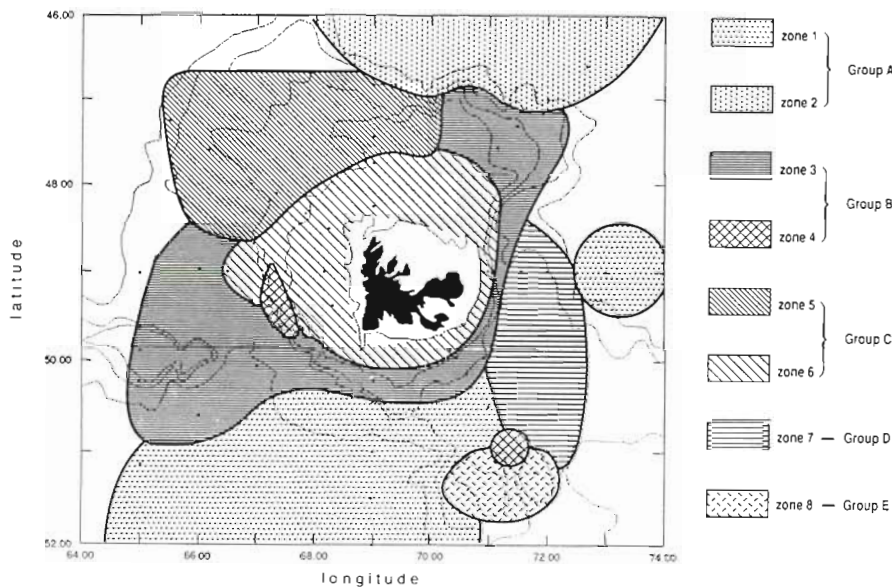 46.00
48.00
50.00
52.00
latitude
64.00 66.00 68.00 70.00 72.00 74.00
longitude
zone 1
Group A
zone 2
zone 3
Group B
zone 4
zone 5
Group C
zone 6
zone 7 — Group D
zone 8 — Group E